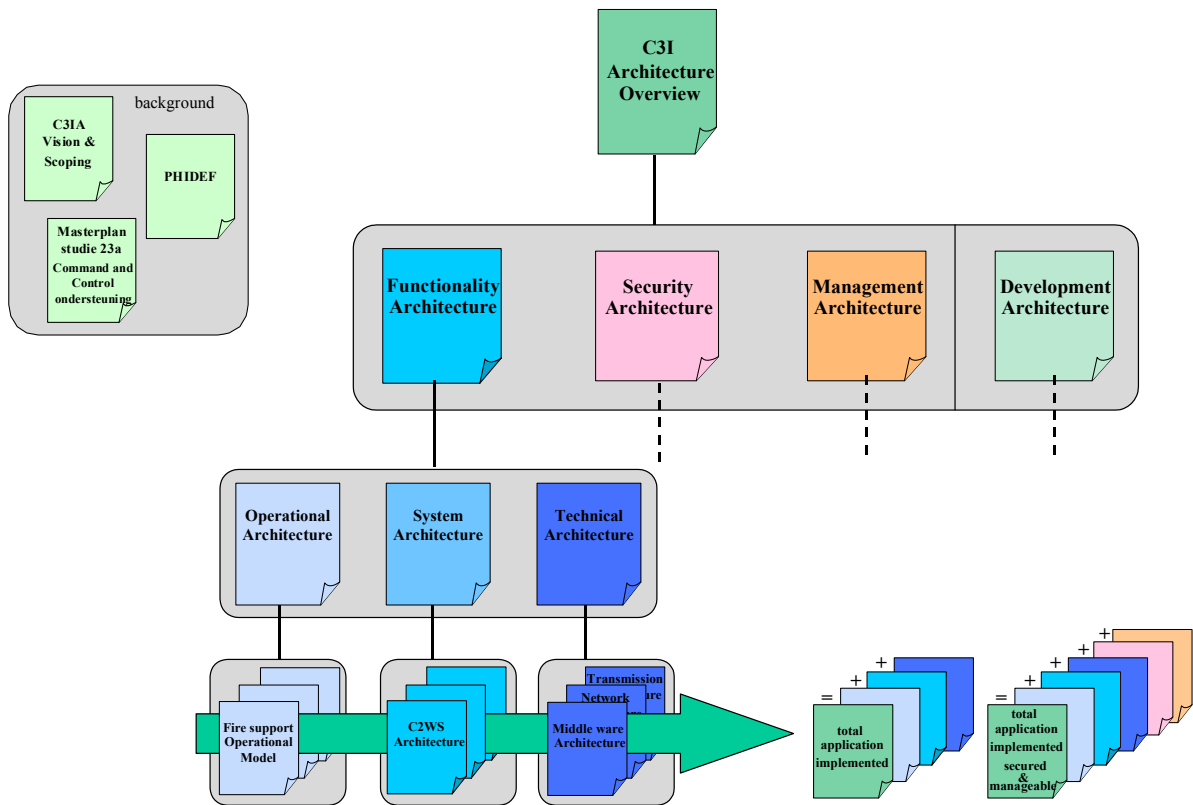 C3I
Architecture
Overview
background
C3IA
Vision &
Scoping
PHIDEF
Masterplan
studie 23a
Command and
Control
ondersteuning
Functionality
Architecture
Security
Architecture
Management
Architecture
Development
Architecture
Operational
Architecture
System
Architecture
Technical
Architecture
Fire support
Operational
Model
C2WS
Architecture
Transmission
Network
Middle ware
Architecture
= + +
total
application
implemented
= + + + +
total
application
implemented
secured
&
manageable